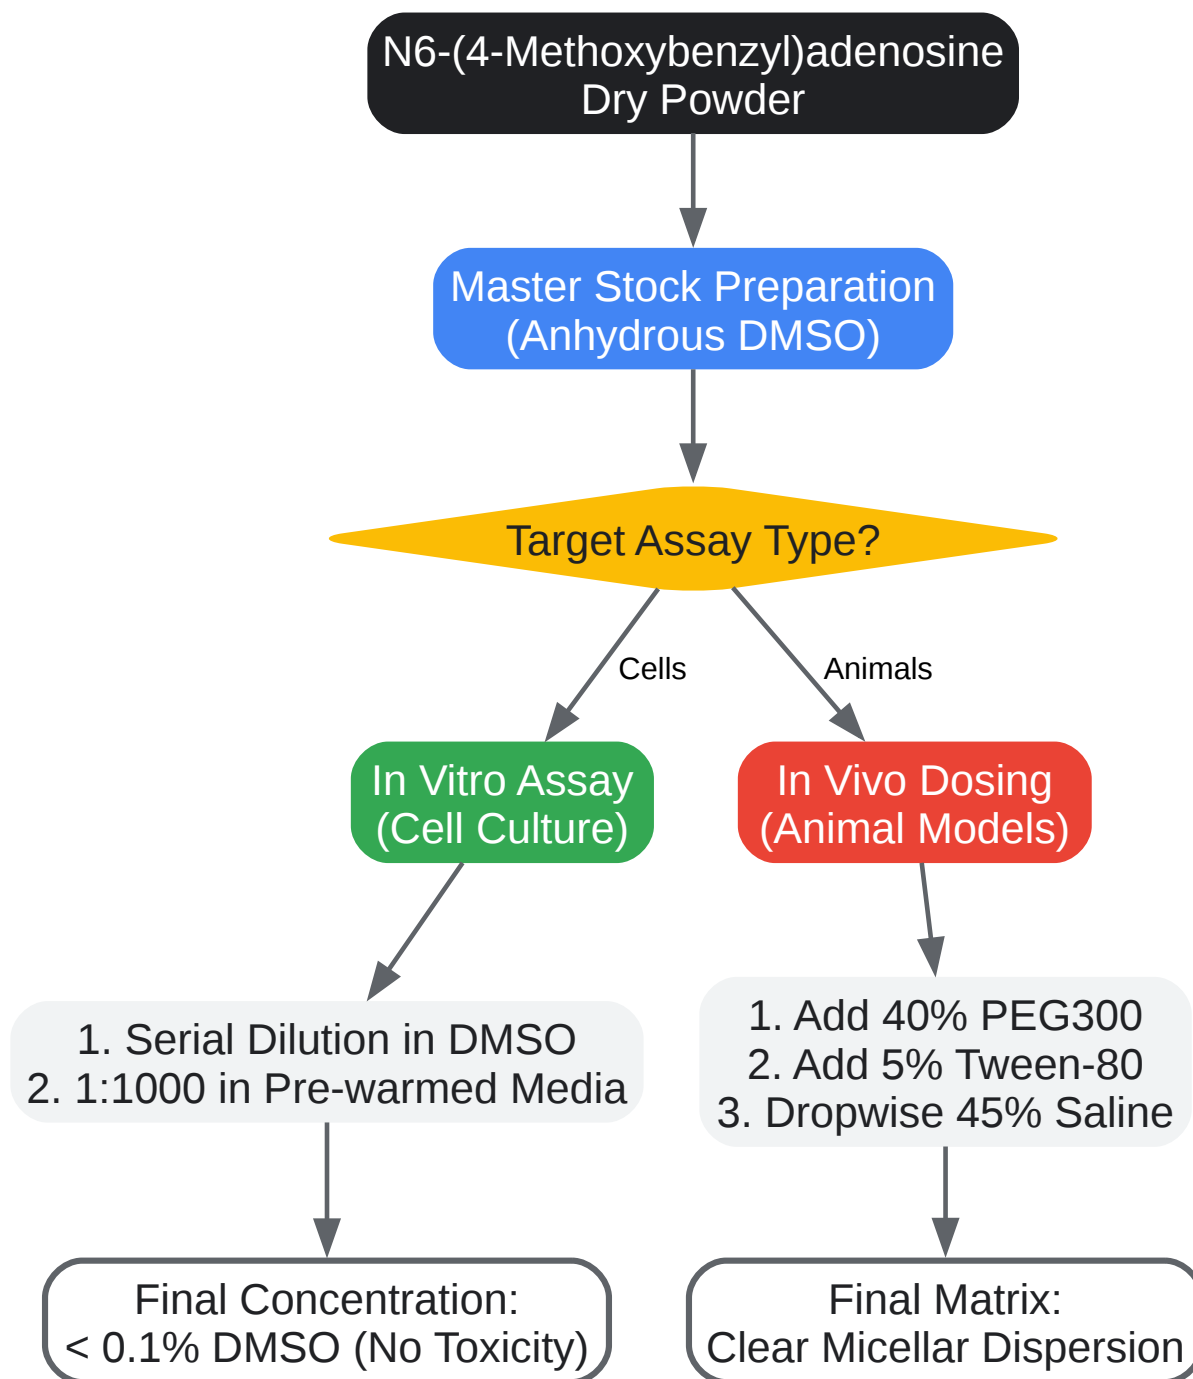 N6-(4-Methoxybenzyl)adenosine
Dry Powder
Master Stock Preparation
(Anhydrous DMSO)
Target Assay Type?
Cells
Animals
In Vitro Assay
(Cell Culture)
In Vivo Dosing
(Animal Models)
1. Serial Dilution in DMSO
2. 1:1000 in Pre-warmed Media
1. Add 40% PEG300
2. Add 5% Tween-80
3. Dropwise 45% Saline
Final Concentration:
< 0.1% DMSO (No Toxicity)
Final Matrix:
Clear Micellar Dispersion